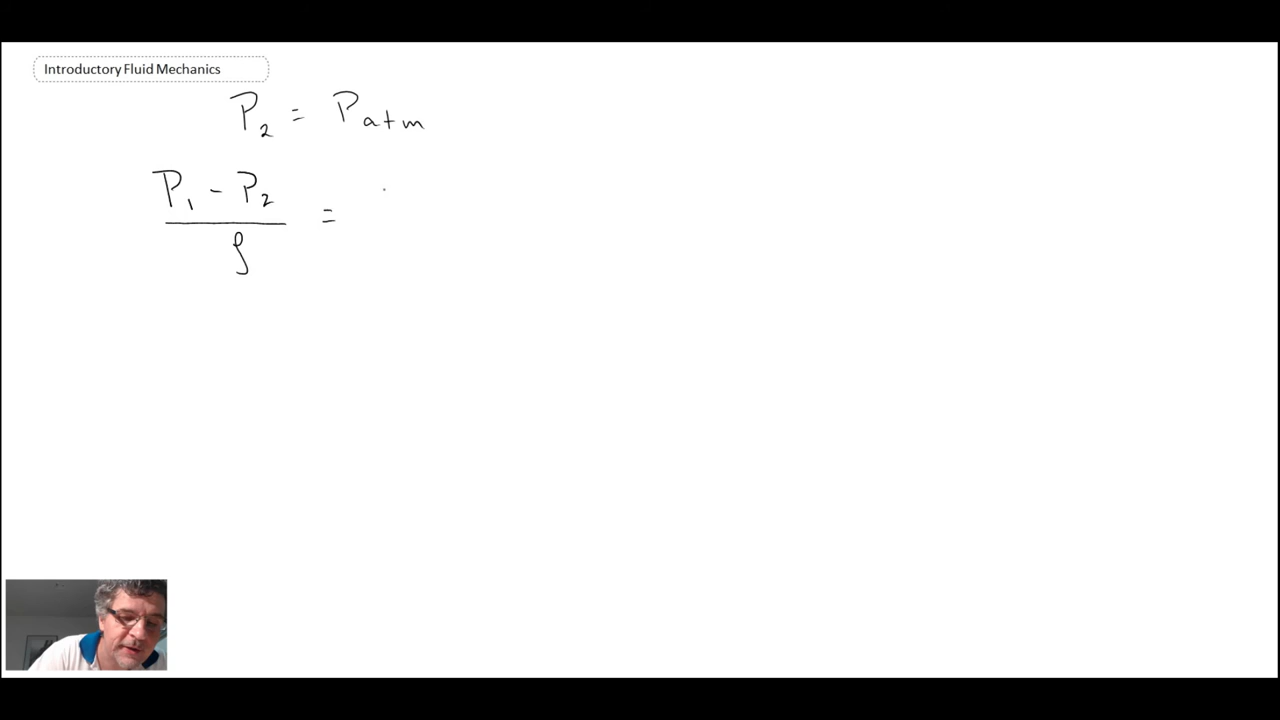 Introductory Fluid Mechanics
P₂ = Patm
P₁ - P₂
=
ρ